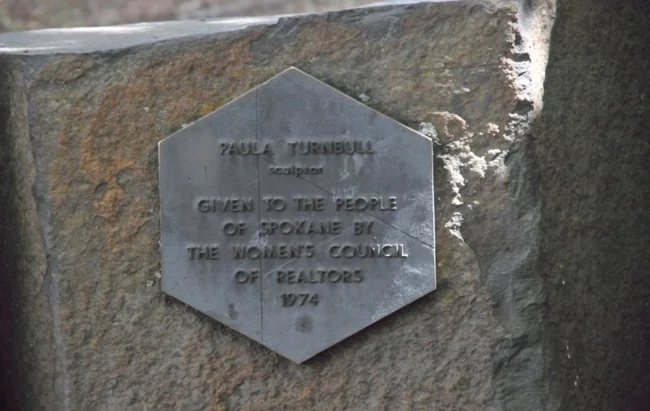 PAULA TURNBULL
sculptor
GIVEN TO THE PEOPLE
OF SPOKANE BY
THE WOMEN'S COUNCIL
OF REALTORS
1974